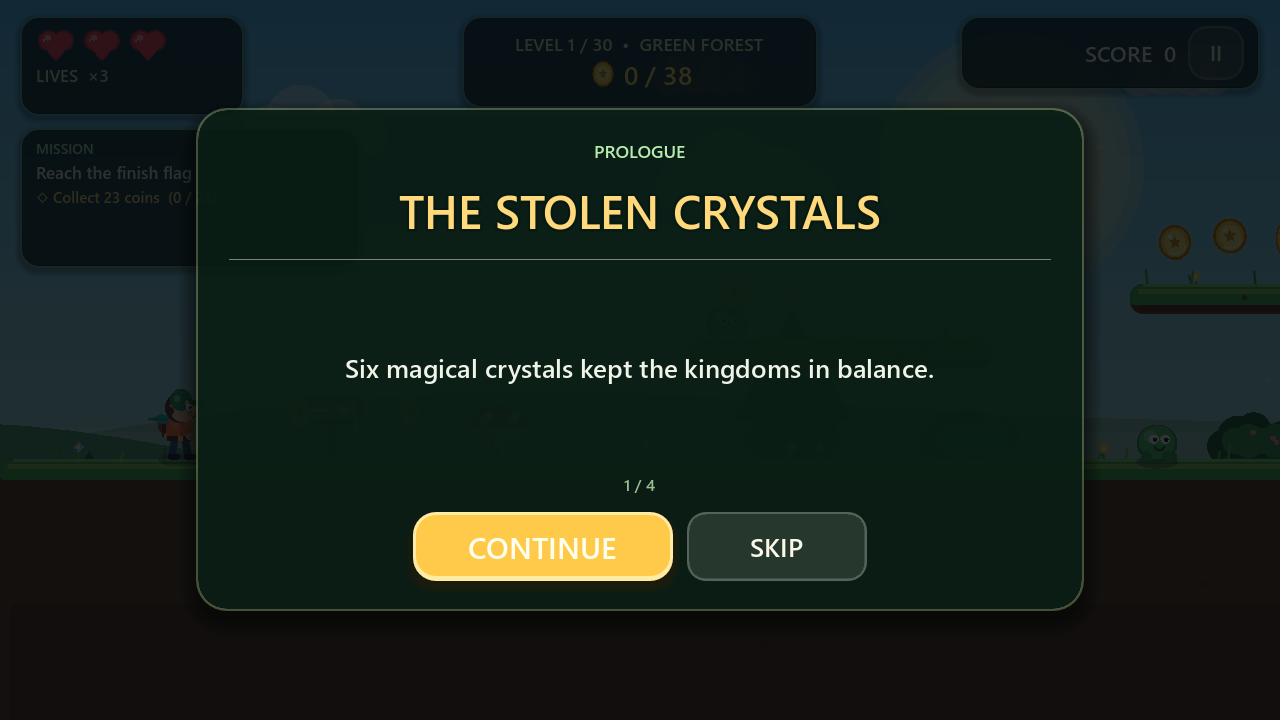 LIVES ×3
LEVEL 1 / 30 • GREEN FOREST
0 / 38
SCORE 0
MISSION
Reach the finish flag
◇ Collect 23 coins (0 /
PROLOGUE
THE STOLEN CRYSTALS
Six magical crystals kept the kingdoms in balance.
1 / 4
CONTINUE
SKIP